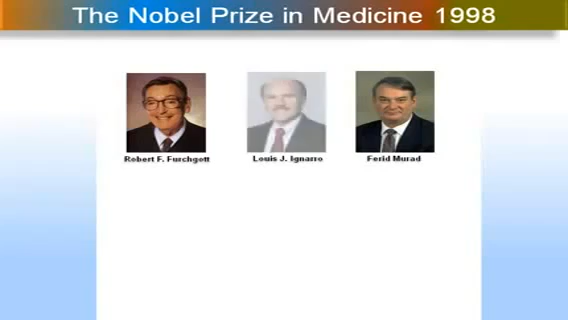 The Nobel Prize in Medicine 1998
Robert F. Furchgott
Louis J. Ignarro
Ferid Murad